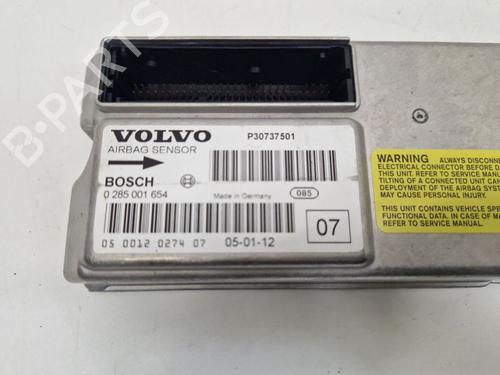 B-PARTS
VOLVO
AIRBAG SENSOR
P30737501
BOSCH
0 285 001 654
Made in Germany
085
07
05 0012 0274 07
05-01-12
WARNING ALWAYS DISCONNE
ELECTRICAL CONNECTOR BEFORE D
THIS UNIT. REFER TO SERVICE MANUA
TILTING OF A CONNECTED UNIT CAN
DEPLOYMENT OF THE AIRBAG SYSTE
MAY CAUSE PERSONAL INJURY.
THIS UNIT CONTAINS VEHICLE SPE
FUNCTIONAL DATA. IN CASE OF
REFER TO SERVICE MANUAL.